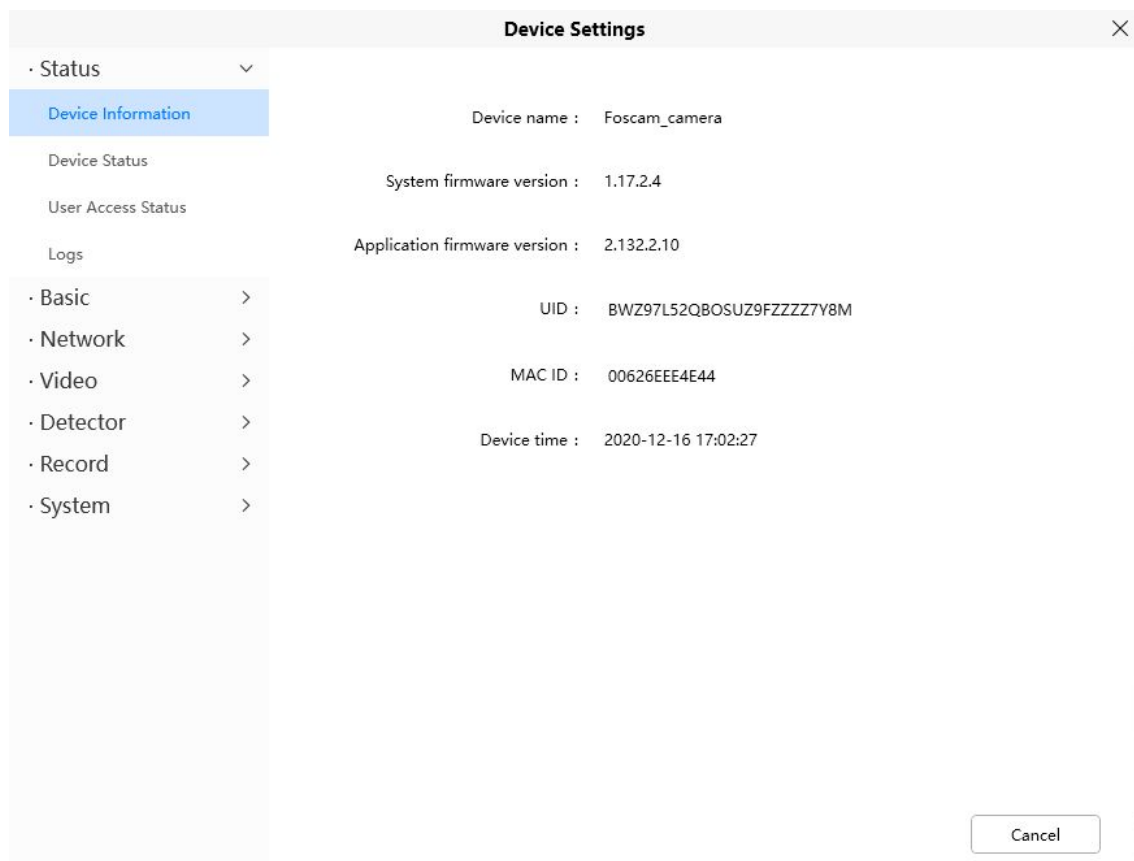 Device Settings
· Status
Device Information
Device Status
User Access Status
Logs
· Basic
· Network
· Video
· Detector
· Record
· System
Device name : Foscam_camera
System firmware version : 1.17.2.4
Application firmware version : 2.132.2.10
UID : BWZ97L52QBOSUZ9FZZZZ7Y8M
MAC ID : 00626EEE4E44
Device time : 2020-12-16 17:02:27
Cancel